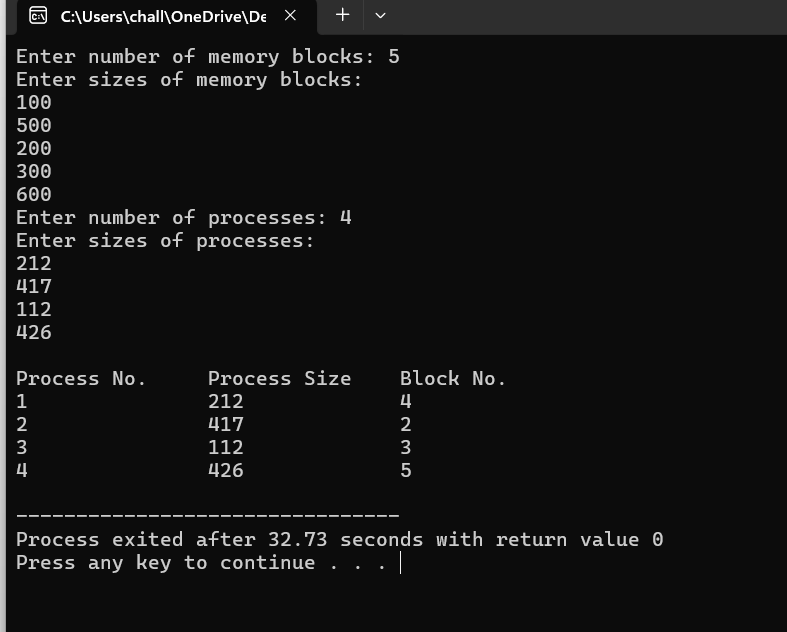 C:\Users\chall\OneDrive\De
Enter number of memory blocks: 5
Enter sizes of memory blocks:
100
500
200
300
600
Enter number of processes: 4
Enter sizes of processes:
212
417
112
426
Process No. Process Size Block No.
1 212 4
2 417 2
3 112 3
4 426 5
--------------------------------
Process exited after 32.73 seconds with return value 0
Press any key to continue . . .